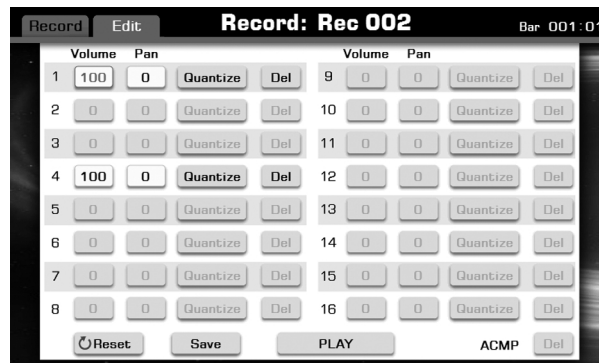 Record Edit Record: Rec 002 Bar 001:01
Volume Pan Volume Pan
1 100 0 Quantize Del 9 0 0 Quantize Del
2 0 0 Quantize Del 10 0 0 Quantize Del
3 0 0 Quantize Del 11 0 0 Quantize Del
4 100 0 Quantize Del 12 0 0 Quantize Del
5 0 0 Quantize Del 13 0 0 Quantize Del
6 0 0 Quantize Del 14 0 0 Quantize Del
7 0 0 Quantize Del 15 0 0 Quantize Del
8 0 0 Quantize Del 16 0 0 Quantize Del
Reset Save PLAY ACMP Del